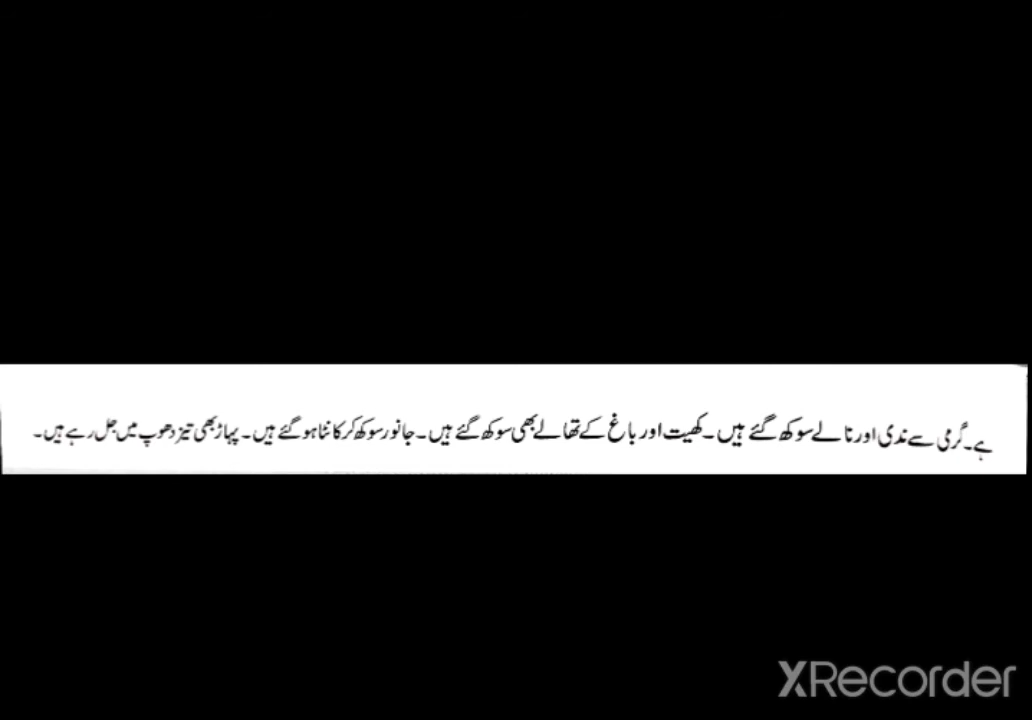 ہے۔ گرمی سے ندی اور نالے سوکھ گئے ہیں۔ کھیت اور باغ کے تھالے بھی سوکھ گئے ہیں۔ جانور سوکھ کر کانٹا ہو گئے ہیں۔ پہاڑ بھی تیز دھوپ میں جل رہے ہیں۔
XRecorder